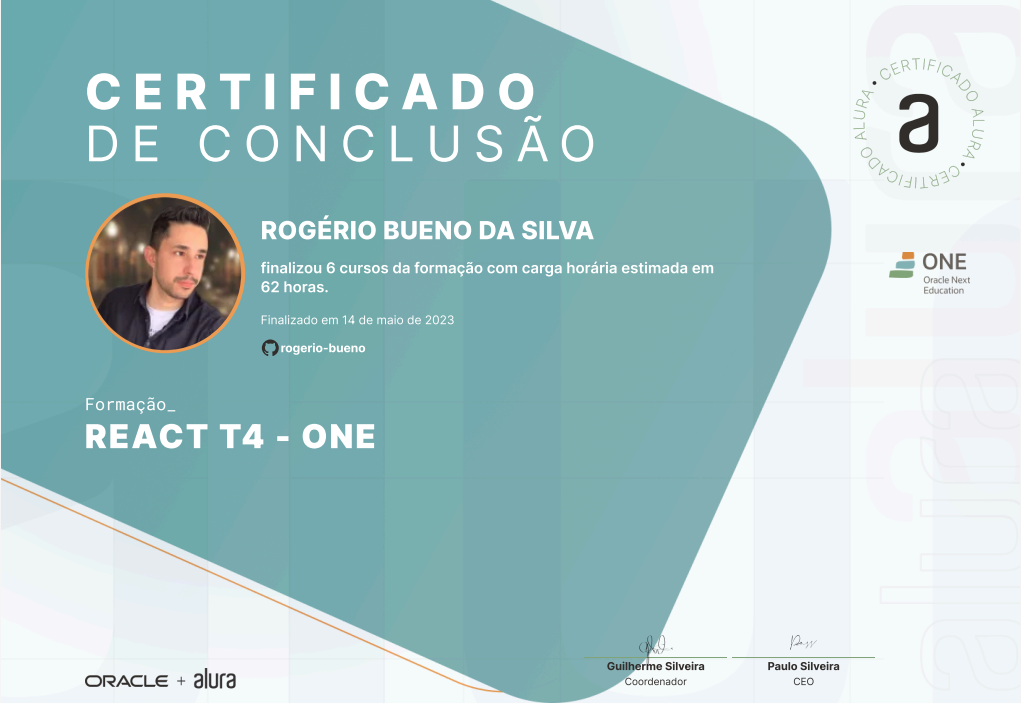 CERTIFICADO
DE CONCLUSÃO
CERTIFICADO ALURA • CERTIFICADO ALURA •
a
ROGÉRIO BUENO DA SILVA
finalizou 6 cursos da formação com carga horária estimada em
62 horas.
Finalizado em 14 de maio de 2023
rogerio-bueno
ONE
Oracle Next
Education
Formação_
REACT T4 - ONE
alura
Guilherme Silveira
Coordenador
Paulo Silveira
CEO
ORACLE + alura